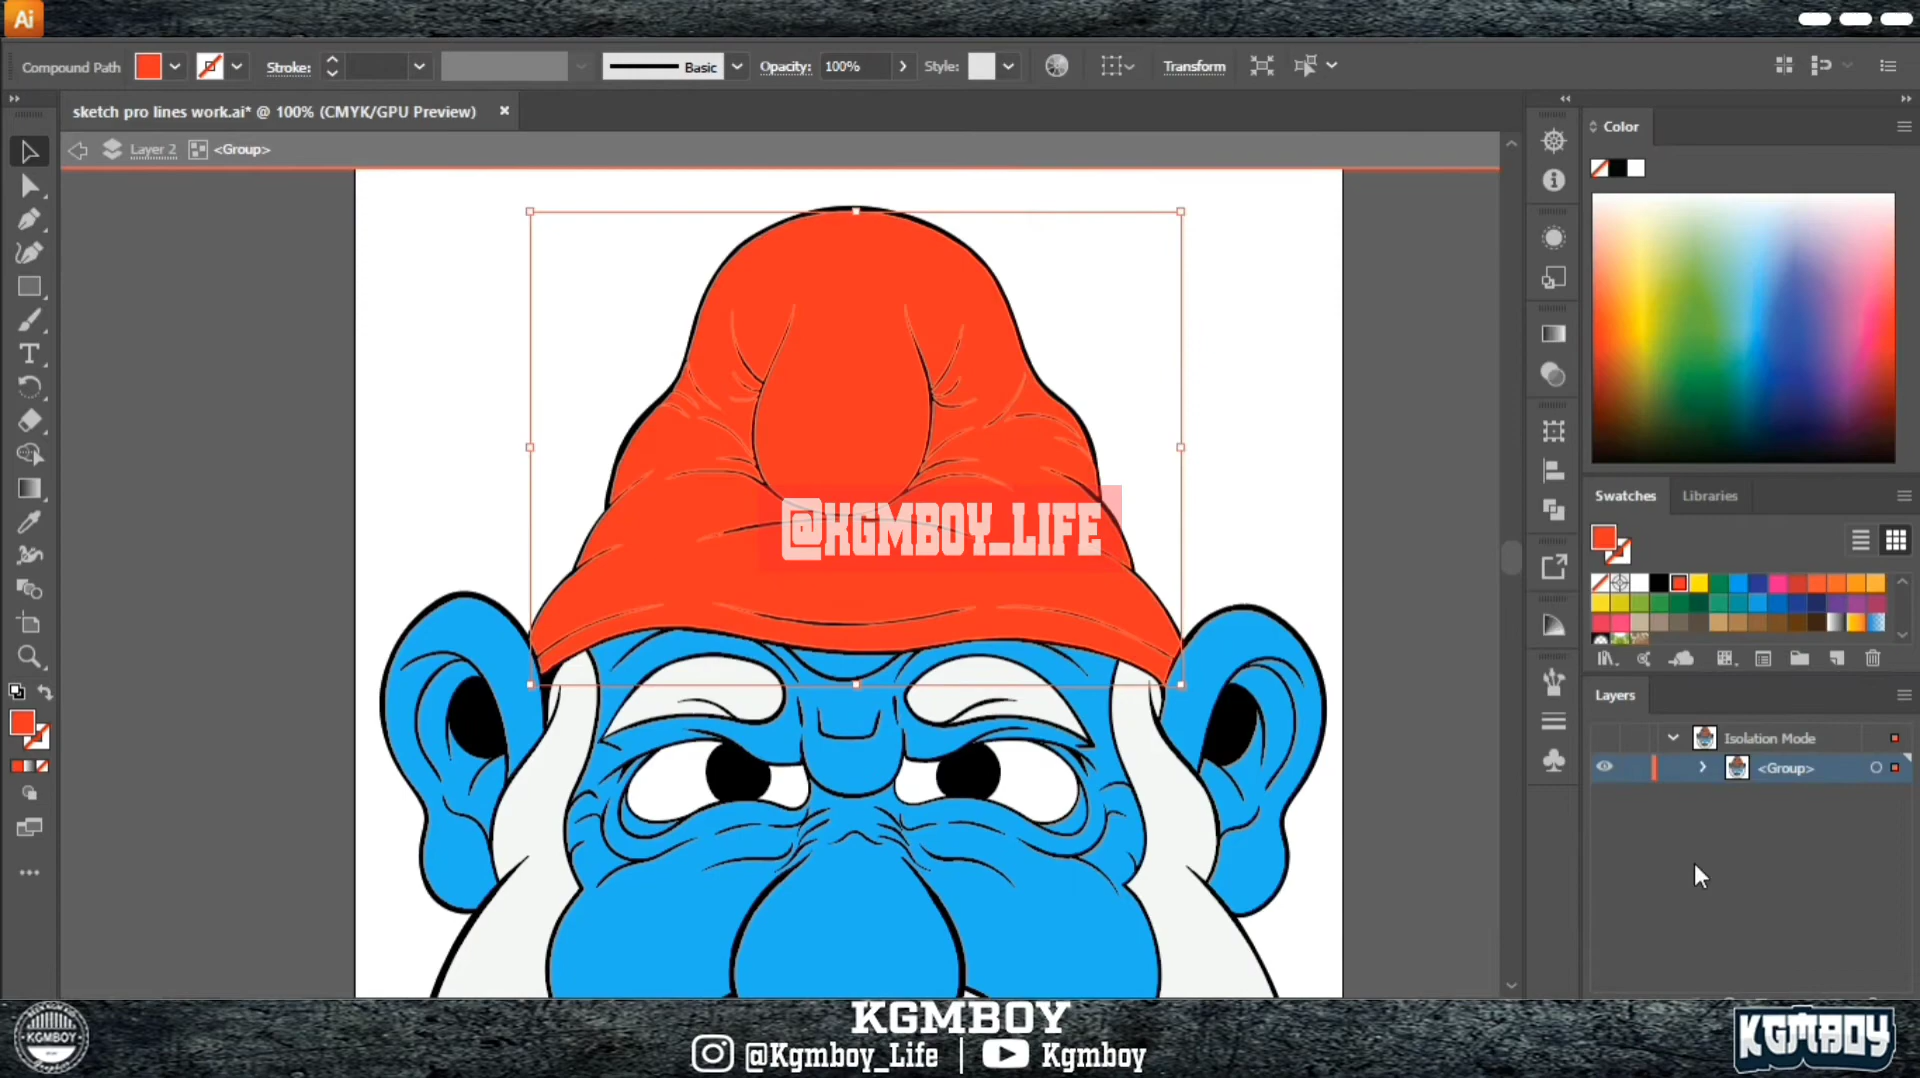 Ai
Compound Path
Stroke:
Basic
Opacity:
100%
Style:
Transform
sketch pro lines work.ai* @ 100% (CMYK/GPU Preview)
Layer 2
<Group>
Color
Swatches
Libraries
Layers
Isolation Mode
<Group>
@KGMBOY_LIFE
KGMBOY
KGMBOY
@Kgmboy_Life | Kgmboy
KGMBOY